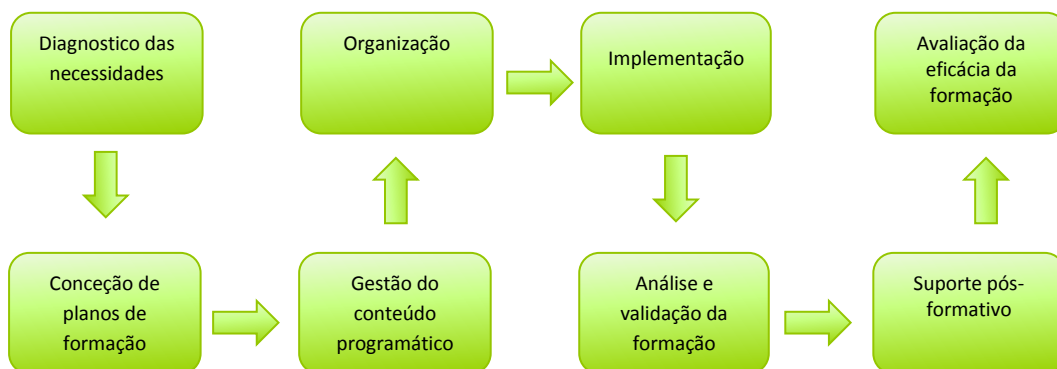 Diagnostico das
necessidades
Organização
Implementação
Avaliação da
eficácia da
formação
Conceção de
planos de
formação
Gestão do
conteúdo
programático
Análise e
validação da
formação
Suporte pós-
formativo